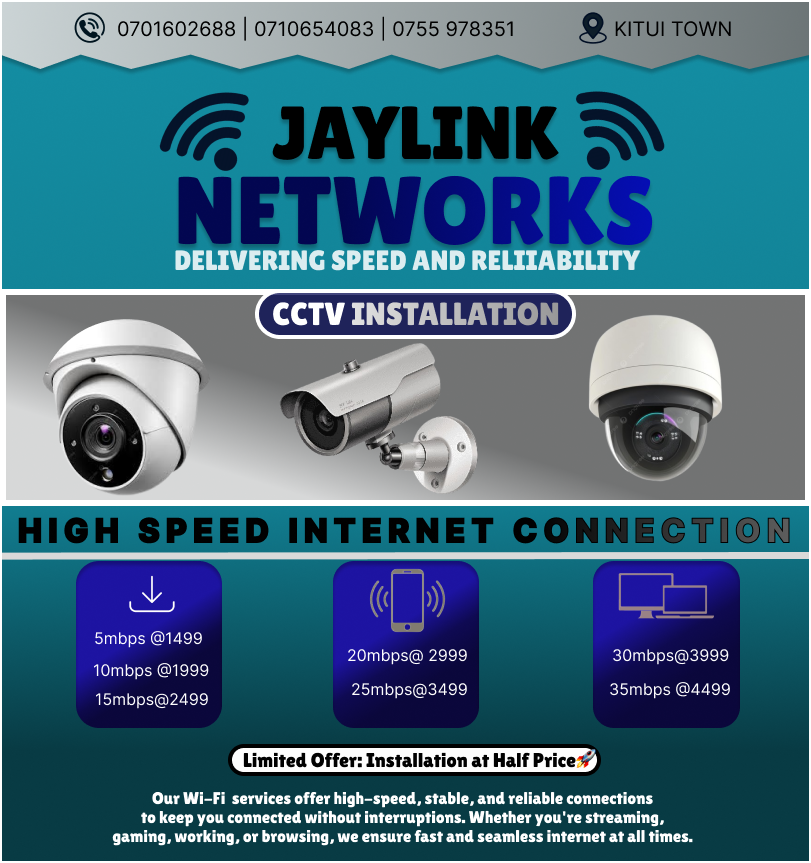 0701602688 | 0710654083 | 0755 978351
KITUI TOWN
JAYLINK
NETWORKS
DELIVERING SPEED AND RELIIABILITY
CCTV INSTALLATION
HIGH SPEED INTERNET CONNECTION
5mbps @1499
10mbps @1999
15mbps@2499
20mbps@ 2999
25mbps@3499
30mbps@3999
35mbps @4499
Limited Offer: Installation at Half Price🚀
Our Wi-Fi services offer high-speed, stable, and reliable connections
to keep you connected without interruptions. Whether you're streaming,
gaming, working, or browsing, we ensure fast and seamless internet at all times.